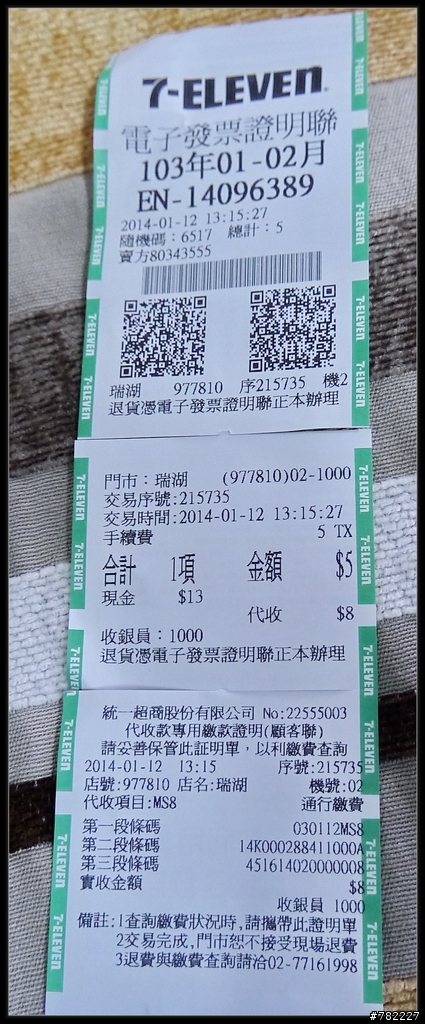 7-ELEVEN
電子發票證明聯
103年01-02月
EN-14096389
2014-01-12 13:15:27
隨機碼：6517 總計：5
賣方80343555
瑞湖 977810 序215735 機2
退貨憑電子發票證明聯正本辦理
門市：瑞湖 (977810)02-1000
交易序號:215735
交易時間:2014-01-12 13:15:27
手續費 5 TX
合計 1項 金額 $5
現金 $13
代收 $8
收銀員：1000
退貨憑電子發票證明聯正本辦理
統一超商股份有限公司 No:22555003
代收款專用繳款證明(顧客聯)
請妥善保管此証明單，以利繳費查詢
2014-01-12 13:15 序號:215735
店號:977810 店名:瑞湖 機號:02
代收項目:MS8 通行繳費
第一段條碼 030112MS8
第二段條碼 14K000288411000A
第三段條碼 451614020000008
實收金額 $8
收銀員 1000
備註:1查詢繳費狀況時,請攜帶此證明單
2交易完成,門市恕不接受現場退費
3退費與繳費查詢請洽02-77161998
#782227